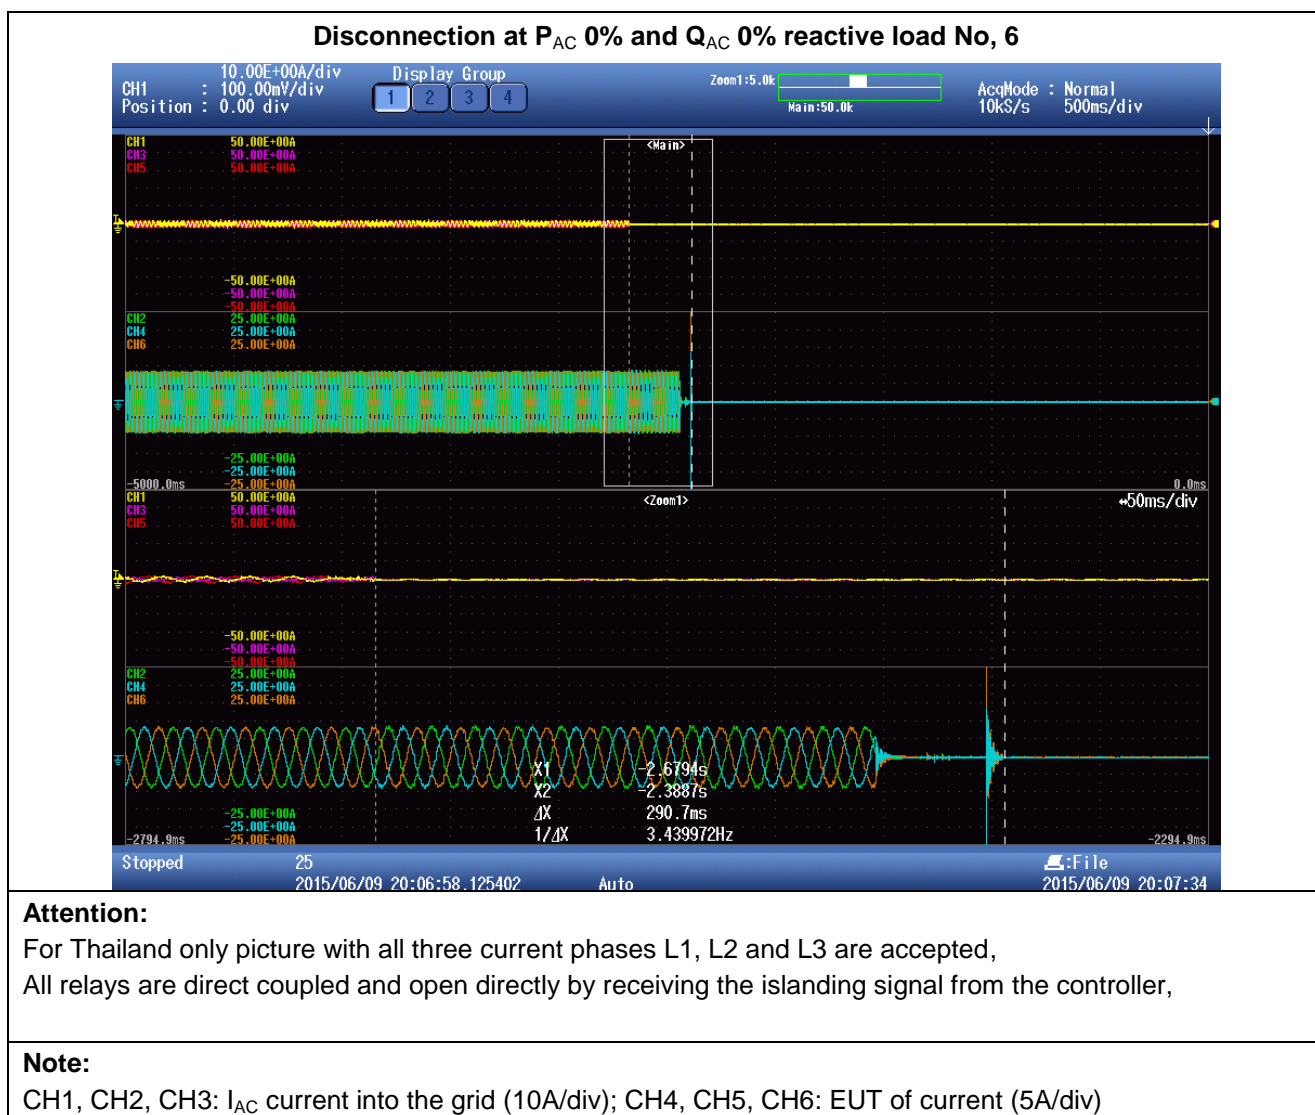 Disconnection at PAC 0% and QAC 0% reactive load No, 6
10.00E+00A/div
CH1 : 100.00mV/div
Position : 0.00 div
Display Group
1 2 3 4
Zoom1:5.0k
Main:50.0k
AcqMode : Normal
10kS/s 500ms/div
CH1 50.00E+00A
CH3 50.00E+00A
CH5 50.00E+00A
<Main>
-50.00E+00A
-50.00E+00A
-50.00E+00A
CH2 25.00E+00A
CH4 25.00E+00A
CH6 25.00E+00A
-25.00E+00A
-25.00E+00A
-5000.0ms -25.00E+00A 0.0ms
CH1 50.00E+00A <Zoom1> ↔50ms/div
CH3 50.00E+00A
CH5 50.00E+00A
-50.00E+00A
-50.00E+00A
-50.00E+00A
CH2 25.00E+00A
CH4 25.00E+00A
CH6 25.00E+00A
X1 -2.6794s
X2 -2.3887s
ΔX 290.7ms
1/ΔX 3.439972Hz
-25.00E+00A
-25.00E+00A
-2794.9ms -25.00E+00A -2294.9ms
Stopped 25 :File
2015/06/09 20:06:58.125402 Auto 2015/06/09 20:07:34
Attention:
For Thailand only picture with all three current phases L1, L2 and L3 are accepted,
All relays are direct coupled and open directly by receiving the islanding signal from the controller,
Note:
CH1, CH2, CH3: IAC current into the grid (10A/div); CH4, CH5, CH6: EUT of current (5A/div)